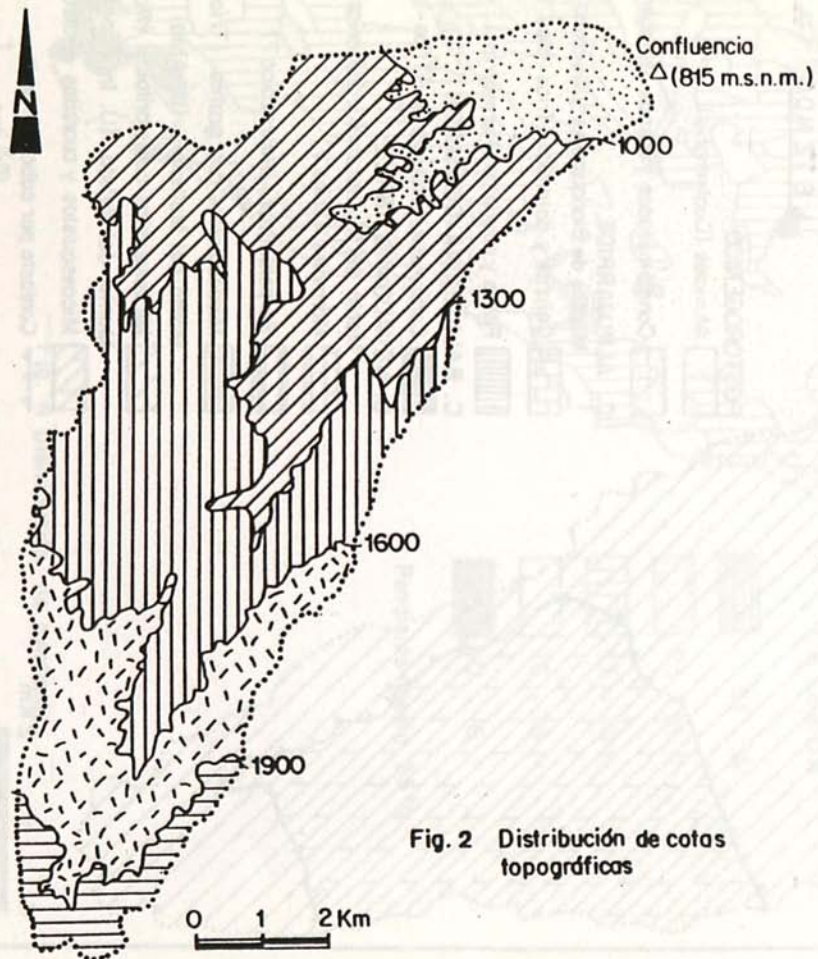 N
Confluencia
△(815 m.s.n.m.)
1000
1300
1600
1900
Fig. 2 Distribución de cotas
topográficas
0 1 2 Km